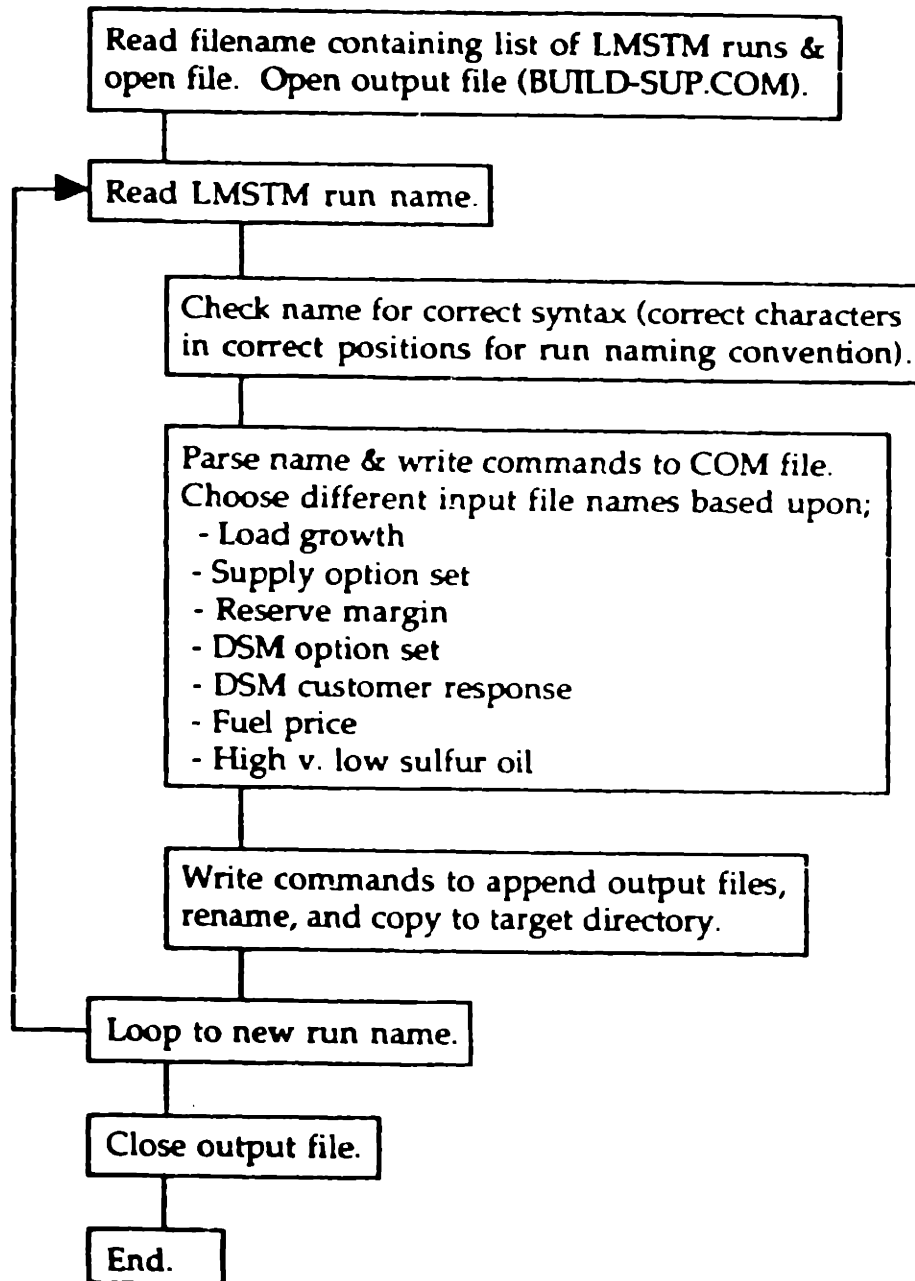 Read filename containing list of LMSTM runs &
open file. Open output file (BUILD-SUP.COM).
Read LMSTM run name.
Check name for correct syntax (correct characters
in correct positions for run naming convention).
Parse name & write commands to COM file.
Choose different input file names based upon;
- Load growth
- Supply option set
- Reserve margin
- DSM option set
- DSM customer response
- Fuel price
- High v. low sulfur oil
Write commands to append output files,
rename, and copy to target directory.
Loop to new run name.
Close output file.
End.